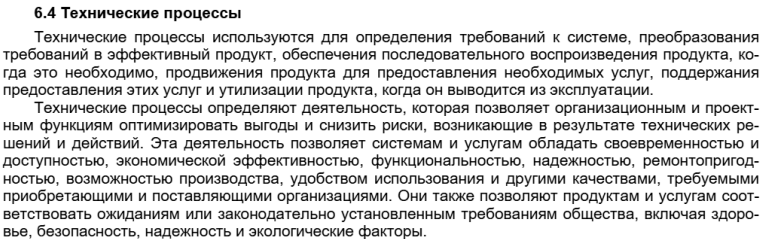 6.4 Технические процессы
Технические процессы используются для определения требований к системе, преобразования
требований в эффективный продукт, обеспечения последовательного воспроизведения продукта, ко-
гда это необходимо, продвижения продукта для предоставления необходимых услуг, поддержания
предоставления этих услуг и утилизации продукта, когда он выводится из эксплуатации.
Технические процессы определяют деятельность, которая позволяет организационным и проект-
ным функциям оптимизировать выгоды и снизить риски, возникающие в результате технических ре-
шений и действий. Эта деятельность позволяет системам и услугам обладать своевременностью и
доступностью, экономической эффективностью, функциональностью, надежностью, ремонтопригод-
ностью, возможностью производства, удобством использования и другими качествами, требуемыми
приобретающими и поставляющими организациями. Они также позволяют продуктам и услугам соот-
ветствовать ожиданиям или законодательно установленным требованиям общества, включая здоро-
вье, безопасность, надежность и экологические факторы.